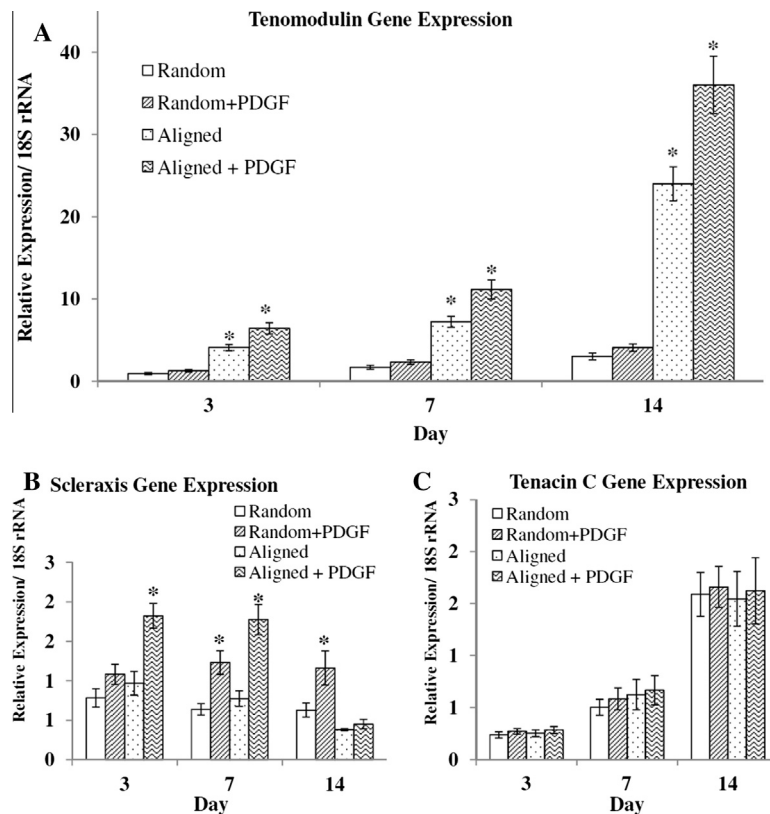 A
Tenomodulin Gene Expression
Relative Expression/ 18S rRNA
40
30
20
10
0
Random
Random+PDGF
Aligned
Aligned + PDGF
*
*
*
*
*
*
3
7
14
Day
B
Scleraxis Gene Expression
Relative Expression/ 18S rRNA
Random
Random+PDGF
Aligned
Aligned + PDGF
3
2
2
1
1
0
*
*
*
*
3
7
14
Day
C
Tenacin C Gene Expression
Relative Expression/ 18S rRNA
3
2
2
1
1
0
Random
Random+PDGF
Aligned
Aligned + PDGF
3
7
14
Day